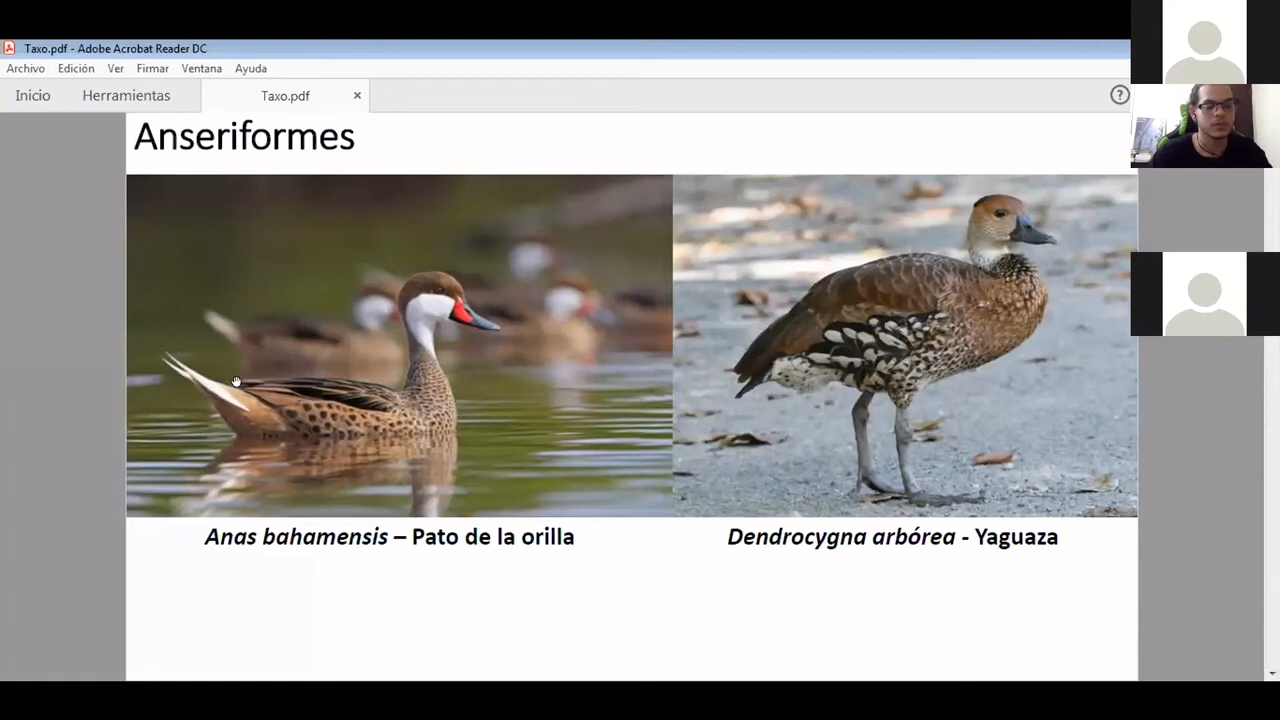 Taxo.pdf - Adobe Acrobat Reader DC
Archivo Edición Ver Firmar Ventana Ayuda
Inicio Herramientas Taxo.pdf × ?
Anseriformes
Anas bahamensis – Pato de la orilla
Dendrocygna arbórea - Yaguaza